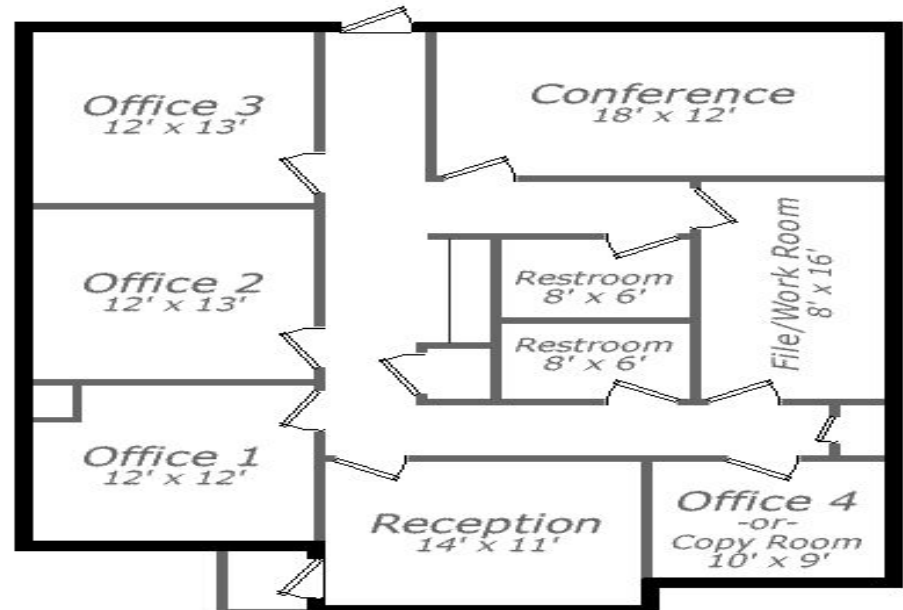 Office 3
12' x 13'
Conference
18' x 12'
Office 2
12' x 13'
Restroom
8' x 6'
File/Work Room
8' x 16'
Restroom
8' x 6'
Office 1
12' x 12'
Reception
14' x 11'
Office 4
-or-
Copy Room
10' x 9'